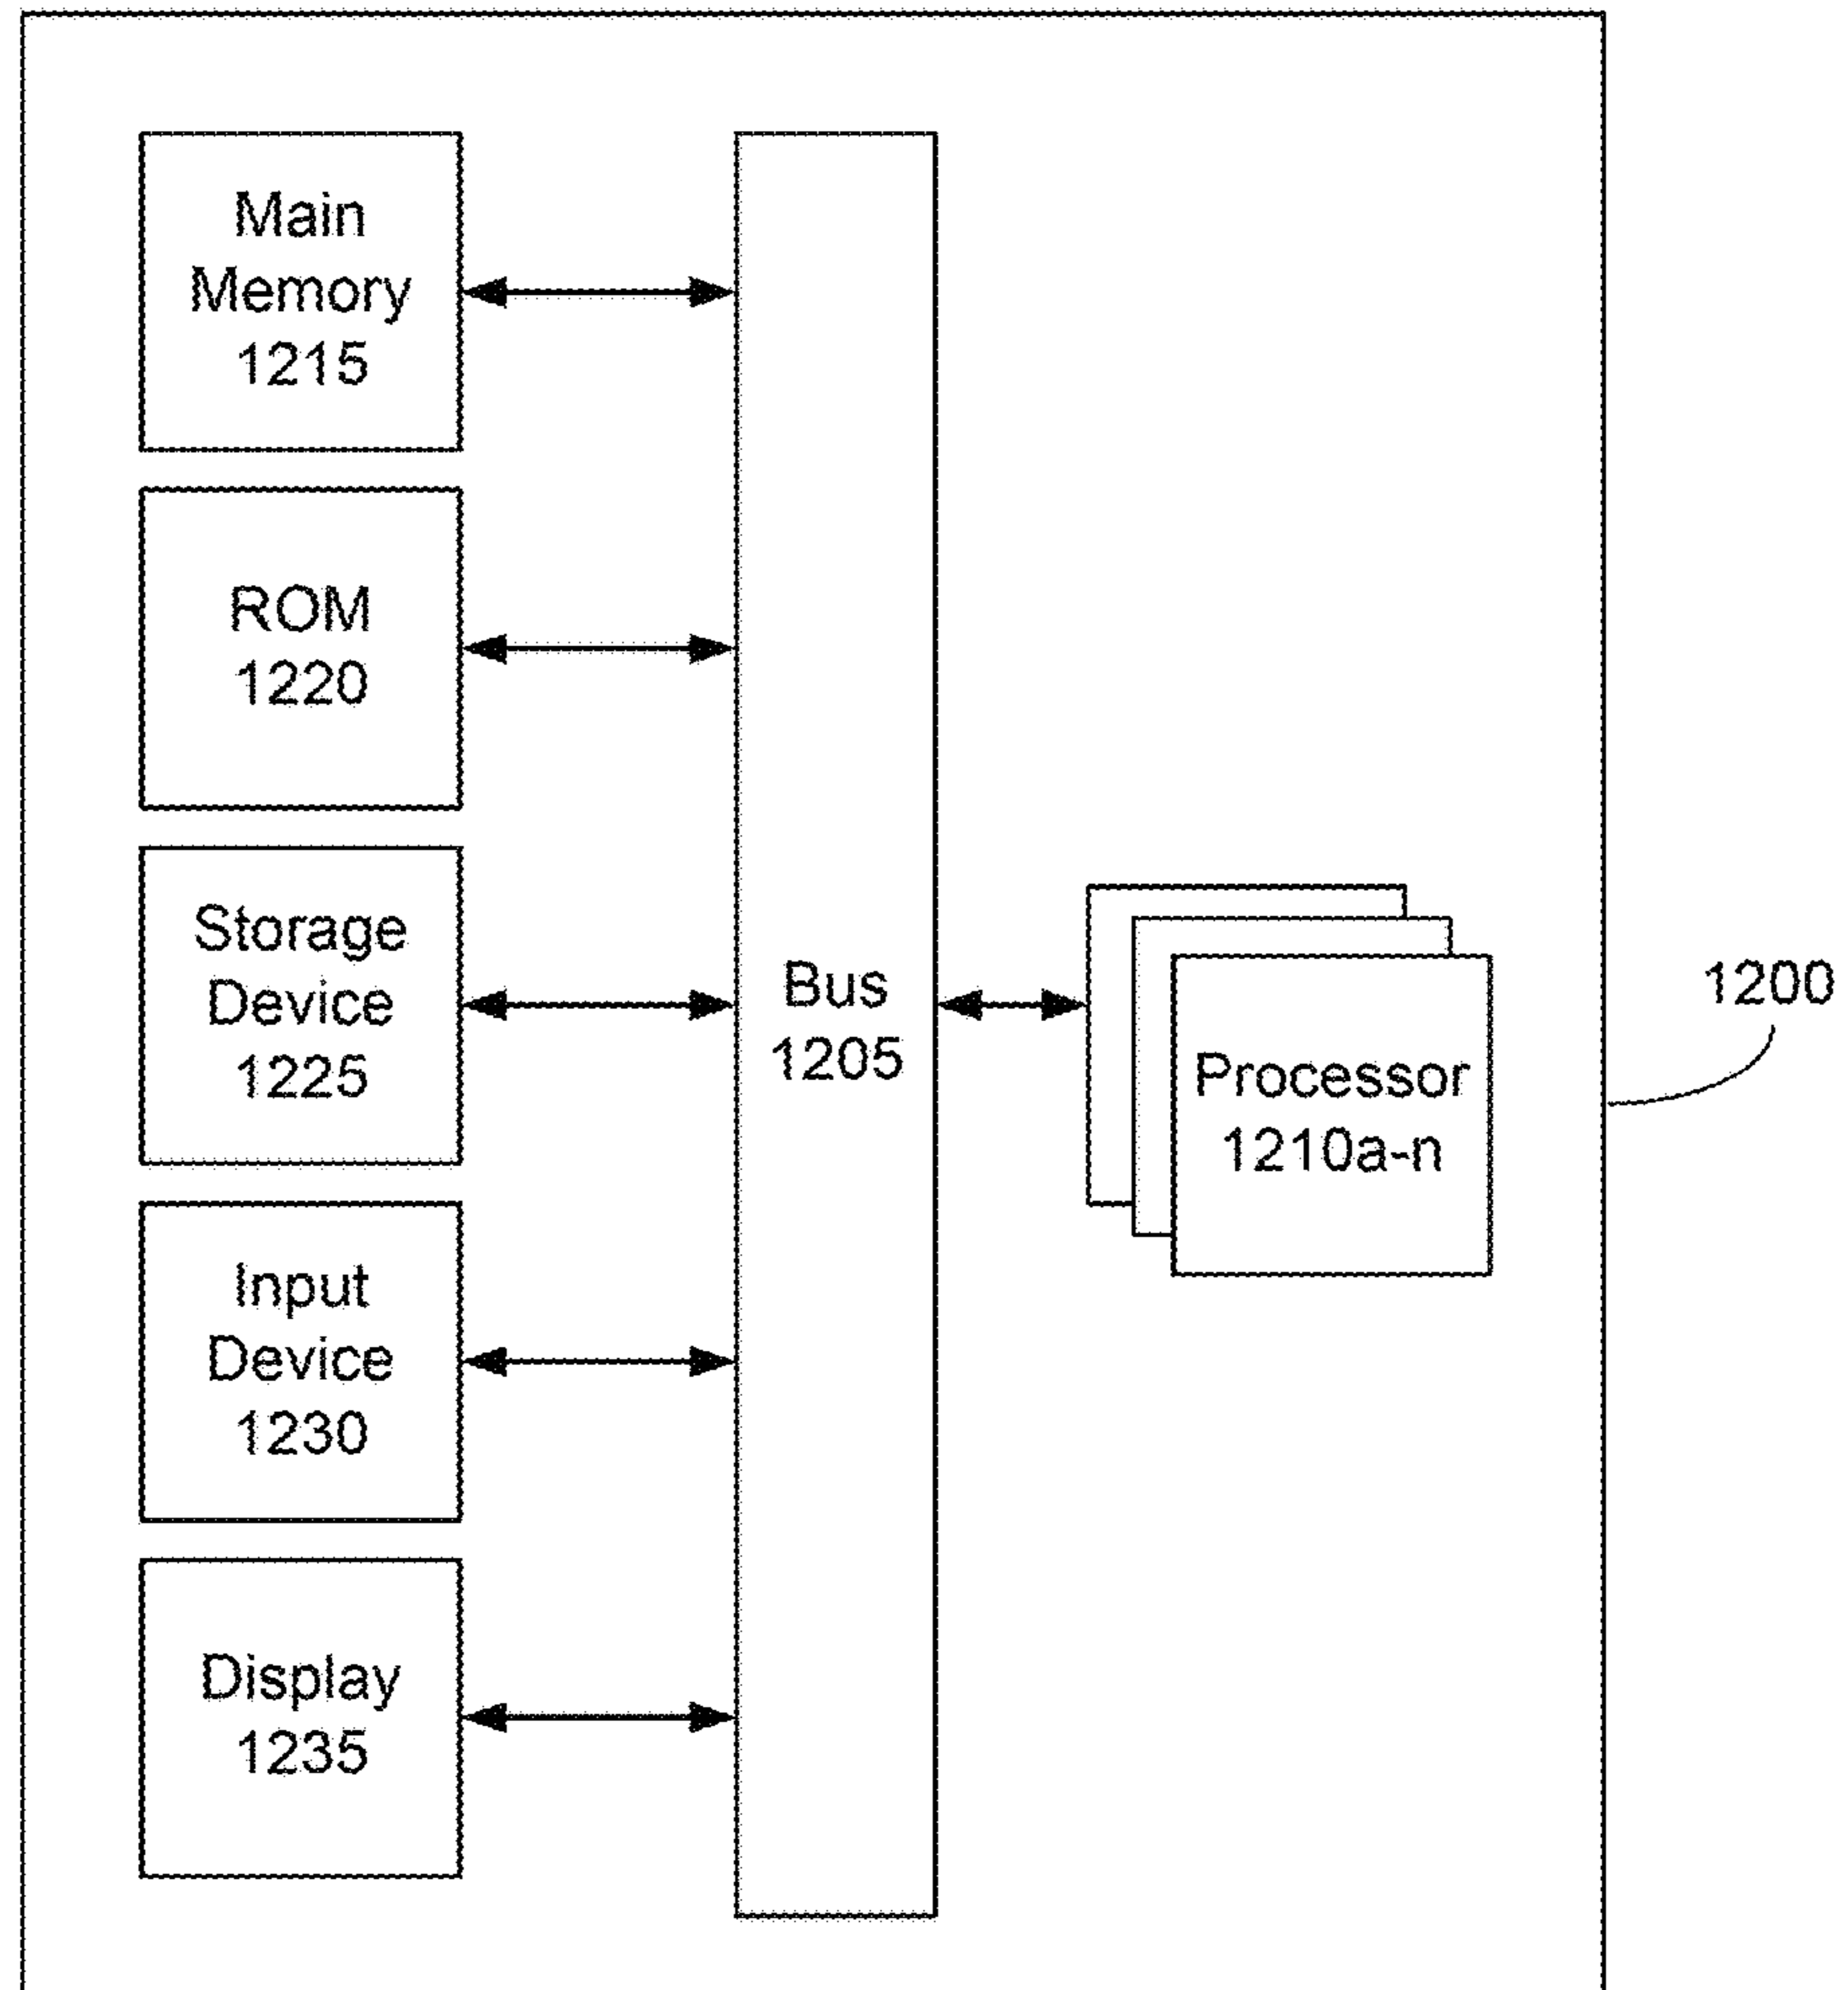 Main
Memory
1215
ROM
1220
Storage
Device
1225
Input
Device
1230
Display
1235
Bus
1205
Processor
1210a-n
1200